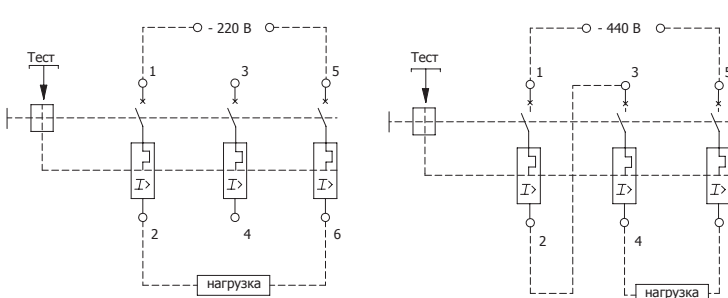 - 220 В
- 440 В
Тест
Тест
1
3
5
1
3
5
I>
I>
I>
I>
I>
I>
2
4
6
2
4
нагрузка
нагрузка